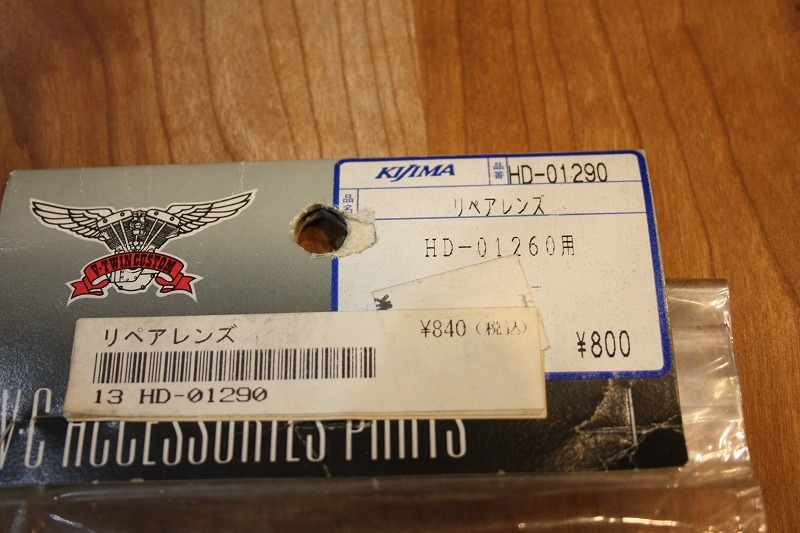 KIJIMA
品番
HD-01290
品名
リペアレンズ
HD-01260用
¥800
V-TWIN CUSTOM
リペアレンズ
¥840(税込)
13 HD-01290
ACCESSORIES PARTS